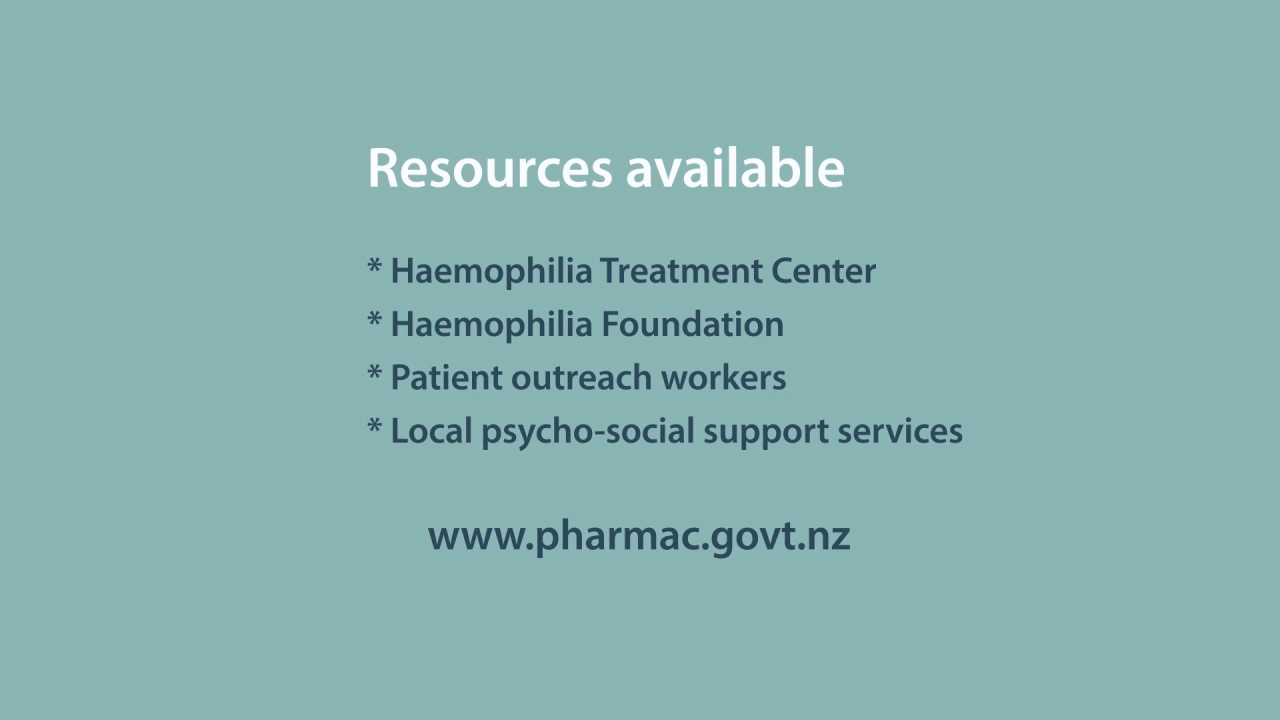 Resources available
* Haemophilia Treatment Center
* Haemophilia Foundation
* Patient outreach workers
* Local psycho-social support services
www.pharmac.govt.nz